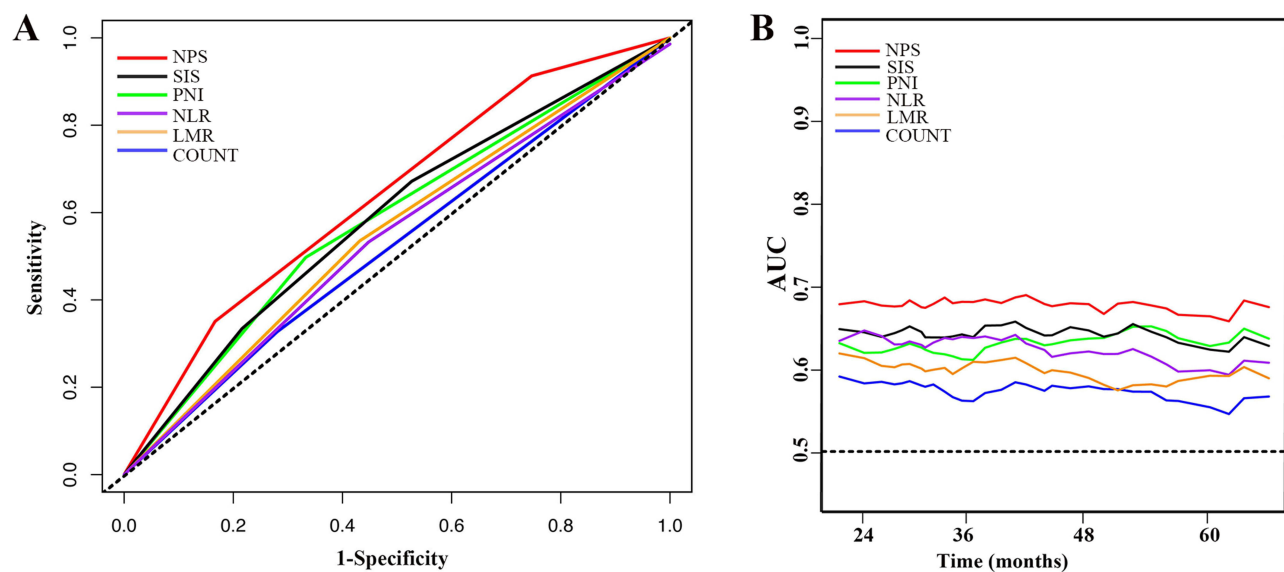 A
NPS
SIS
PNI
NLR
LMR
COUNT
Sensitivity
0.0
0.2
0.4
0.6
0.8
1.0
0.0
0.2
0.4
0.6
0.8
1.0
1-Specificity
B
NPS
SIS
PNI
NLR
LMR
COUNT
AUC
0.5
0.6
0.7
0.8
0.9
1.0
24
36
48
60
Time (months)